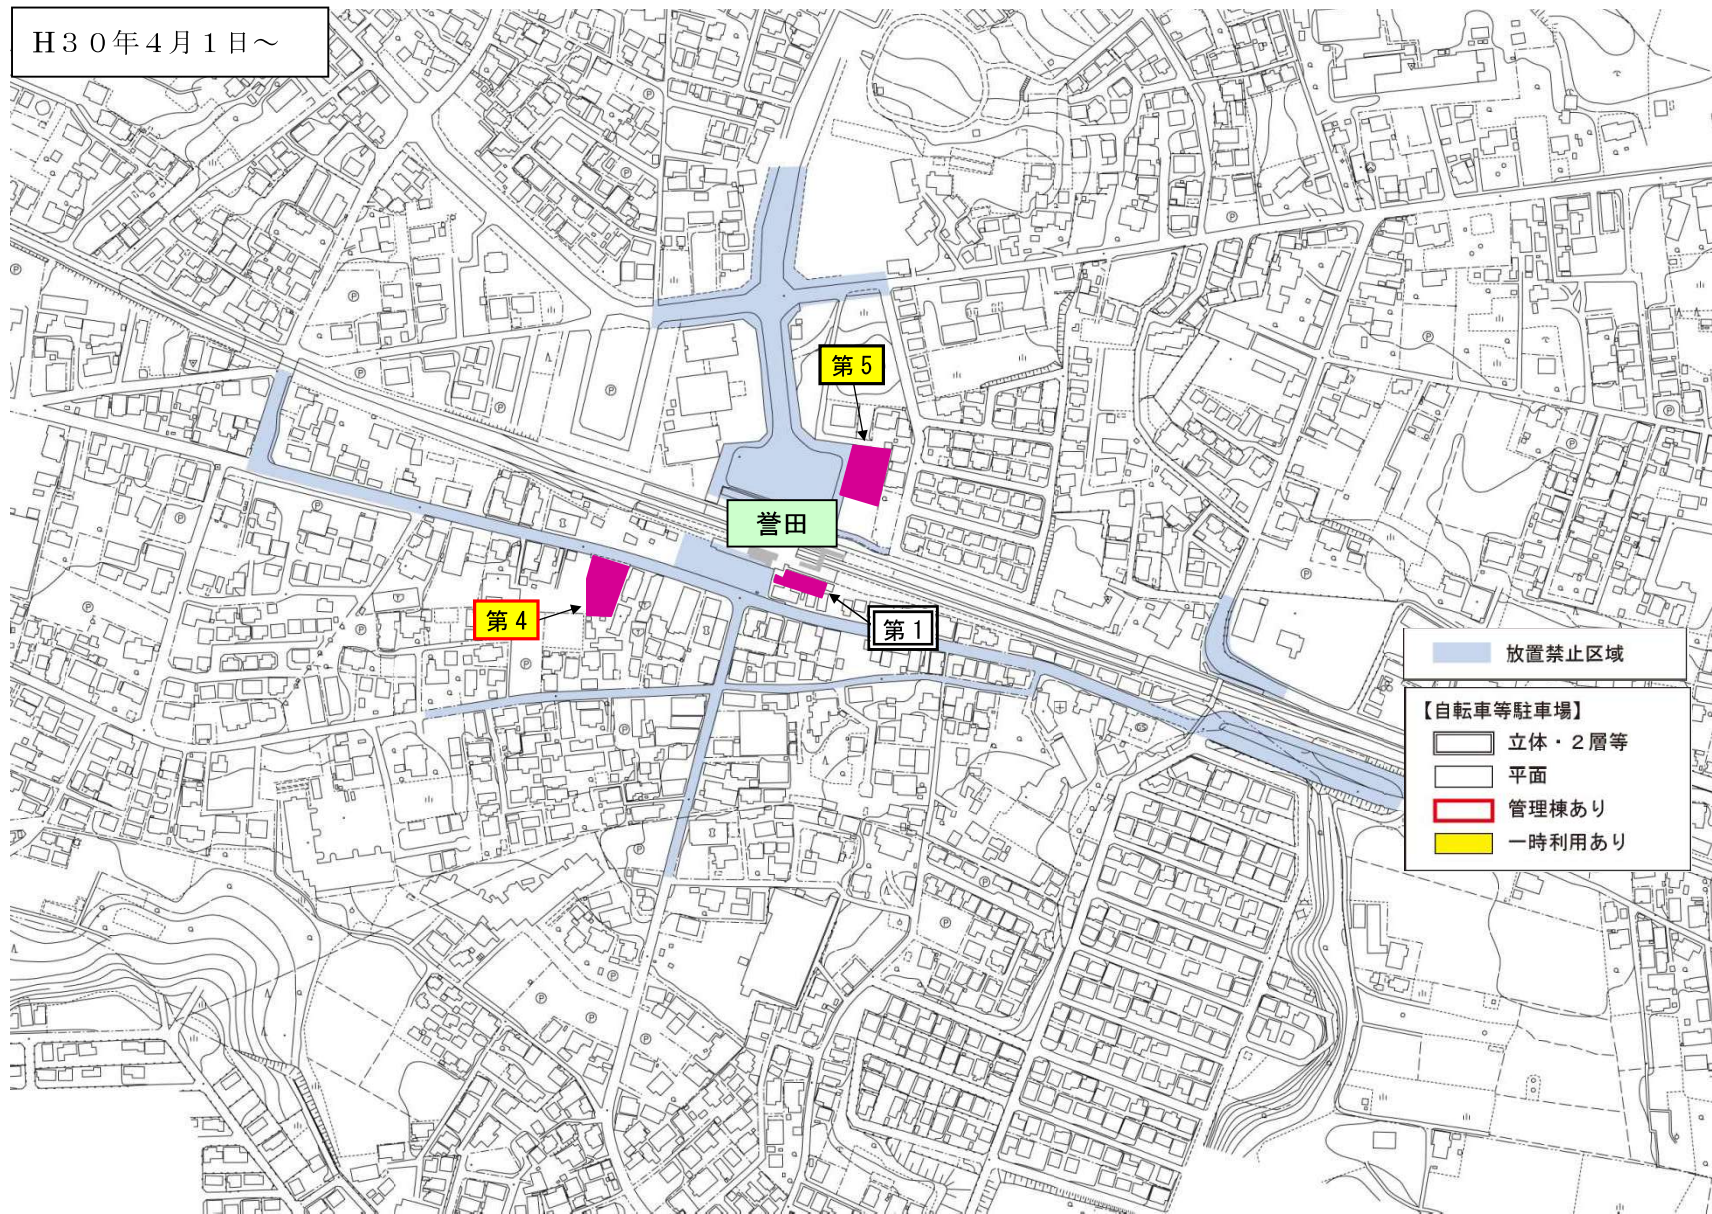 H30年4月1日～
第5
誉田
第4
第1
放置禁止区域
【自転車等駐車場】
立体・2層等
平面
管理棟あり
一時利用あり